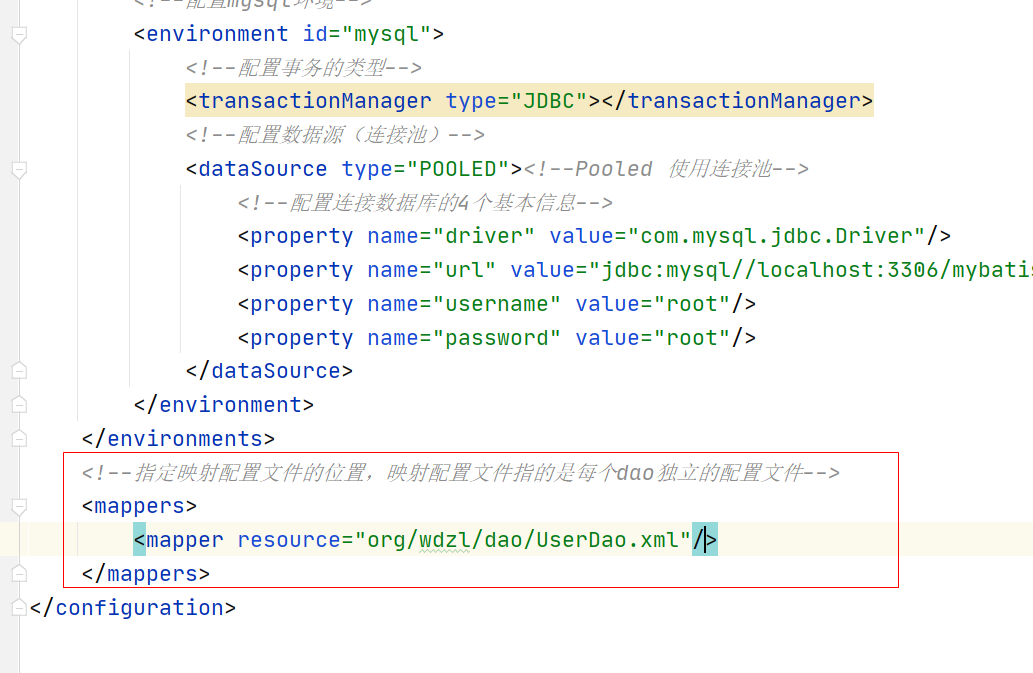 <!--配置mysql环境-->
<environment id="mysql">
<!--配置事务的类型-->
<transactionManager type="JDBC"></transactionManager>
<!--配置数据源（连接池）-->
<dataSource type="POOLED"><!--Pooled 使用连接池-->
<!--配置连接数据库的4个基本信息-->
<property name="driver" value="com.mysql.jdbc.Driver"/>
<property name="url" value="jdbc:mysql//localhost:3306/mybatis
<property name="username" value="root"/>
<property name="password" value="root"/>
</dataSource>
</environment>
</environments>
<!--指定映射配置文件的位置，映射配置文件指的是每个dao独立的配置文件-->
<mappers>
<mapper resource="org/wdzl/dao/UserDao.xml"/>
</mappers>
</configuration>